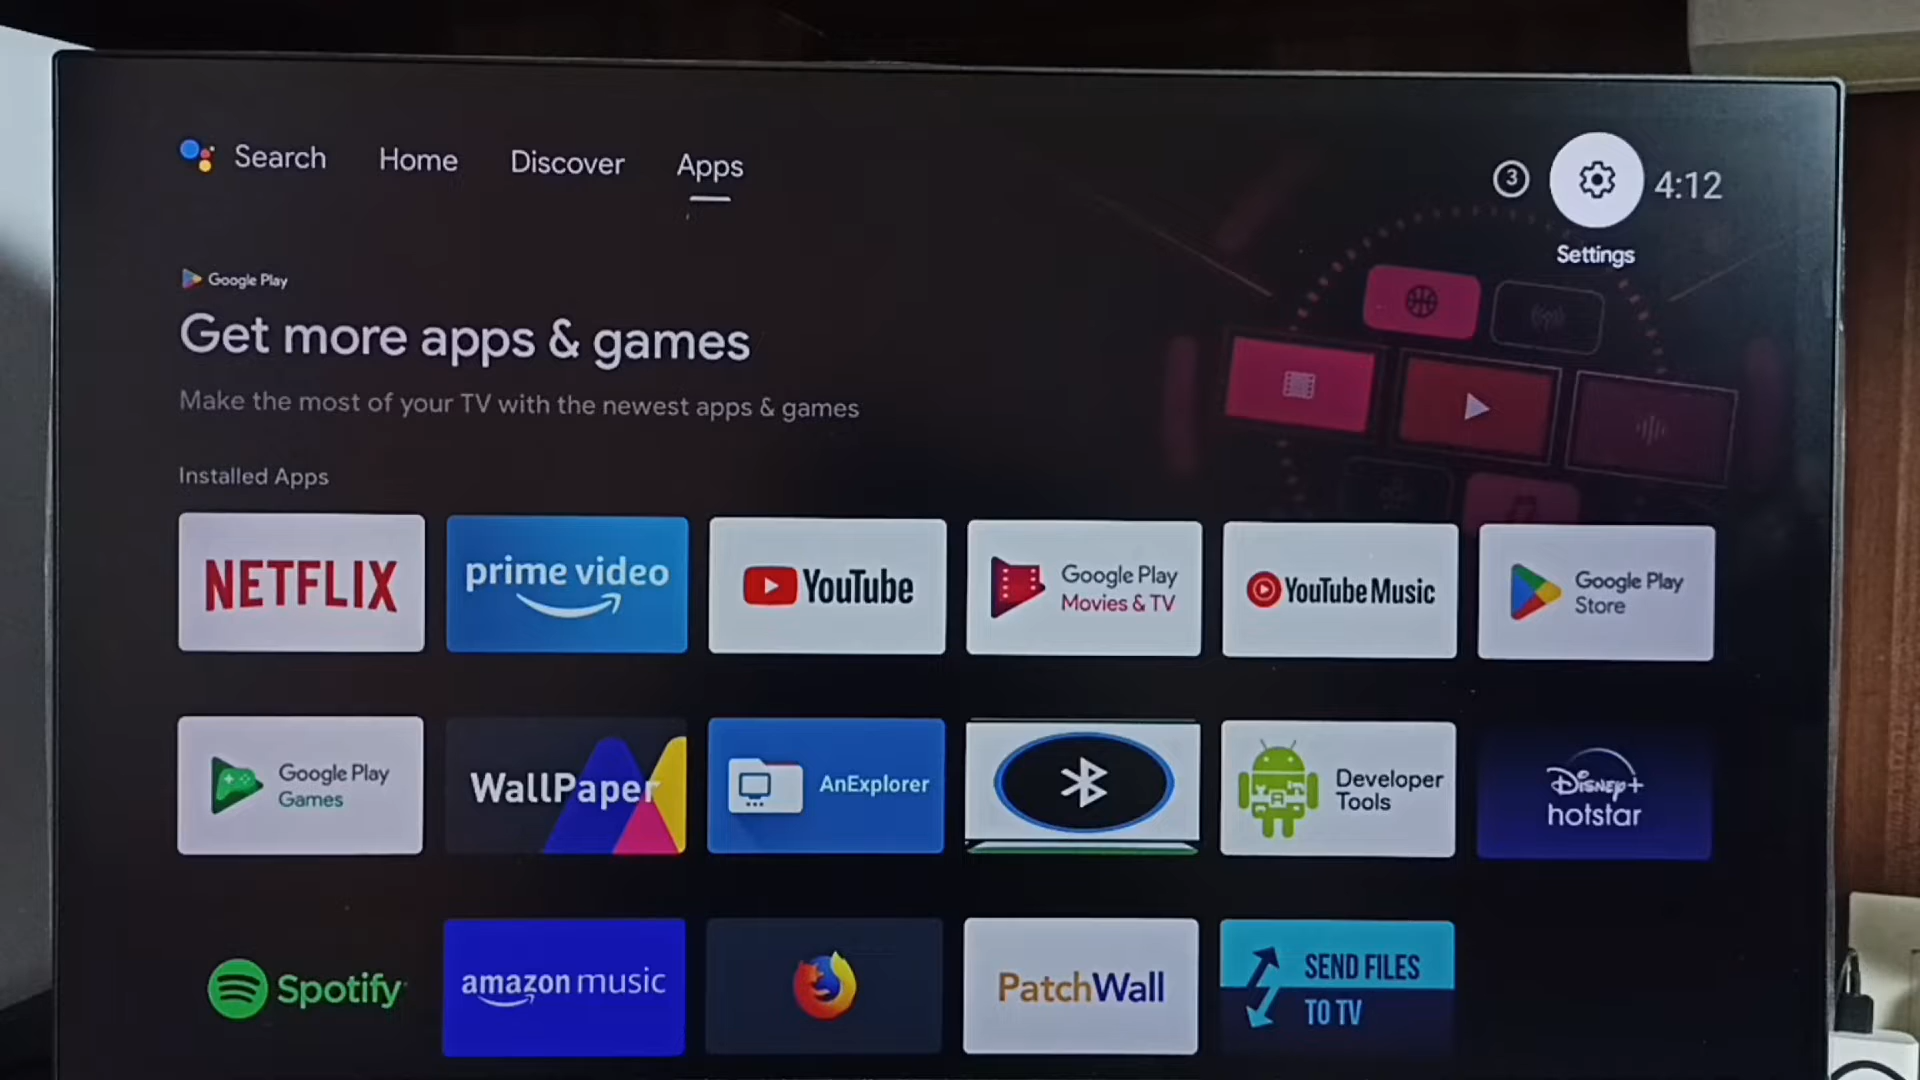 Search Home Discover Apps
3 4:12
Settings
Google Play
Get more apps & games
Make the most of your TV with the newest apps & games
Installed Apps
NETFLIX
prime video
YouTube
Google Play
Movies & TV
YouTube Music
Google Play
Store
Google Play
Games
WallPaper
AnExplorer
Developer
Tools
Disney+
hotstar
Spotify
amazon music
PatchWall
SEND FILES
TO TV